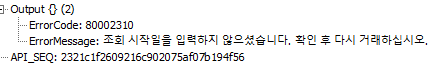 Output {} (2)
ErrorCode: 80002310
ErrorMessage: 조회 시작일을 입력하지 않으셨습니다. 확인 후 다시 거래하십시오.
API_SEQ: 2321c1f2609216c902075af07b194f56